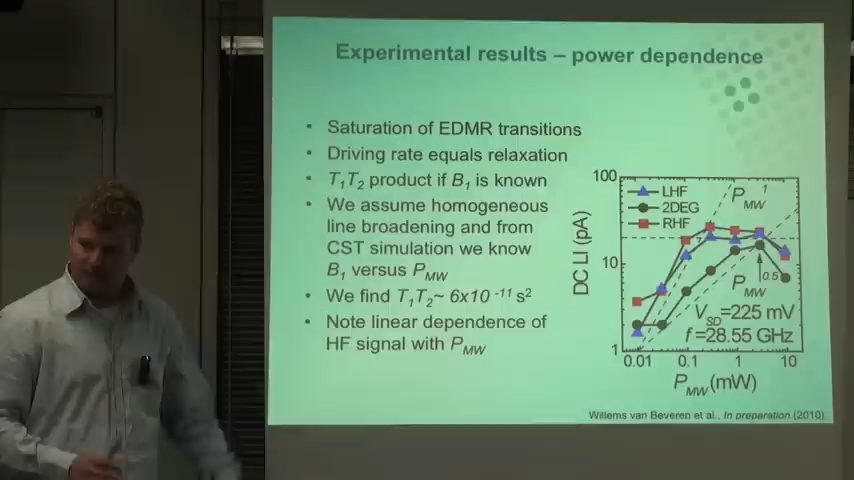 Experimental results – power dependence
• Saturation of EDMR transitions
• Driving rate equals relaxation
• T1T2 product if B1 is known
• We assume homogeneous
line broadening and from
CST simulation we know
B1 versus PMW
• We find T1T2~ 6x10 -11 s2
• Note linear dependence of
HF signal with PMW
100
10
1
DC LI (pA)
LHF
2DEG
RHF
PMW1
PMW0.5
VSD=225 mV
f=28.55 GHz
0.01 0.1 1 10
PMW(mW)
Willems van Beveren et al., In preparation (2010)